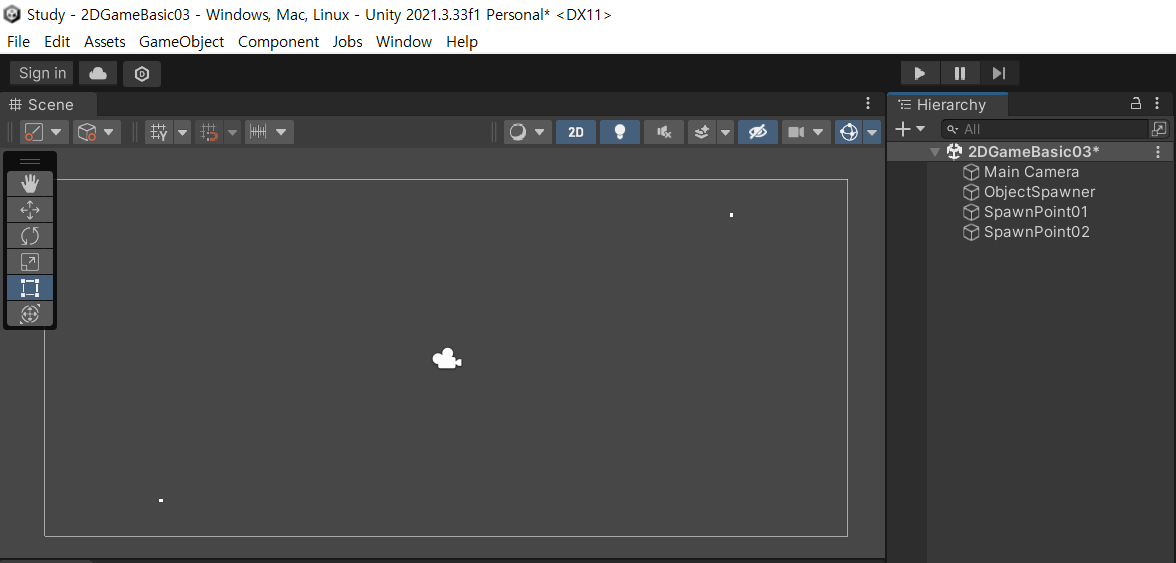 Study - 2DGameBasic03 - Windows, Mac, Linux - Unity 2021.3.33f1 Personal* <DX11>
File Edit Assets GameObject Component Jobs Window Help
Sign in
Scene
2D
Hierarchy
All
2DGameBasic03*
Main Camera
ObjectSpawner
SpawnPoint01
SpawnPoint02